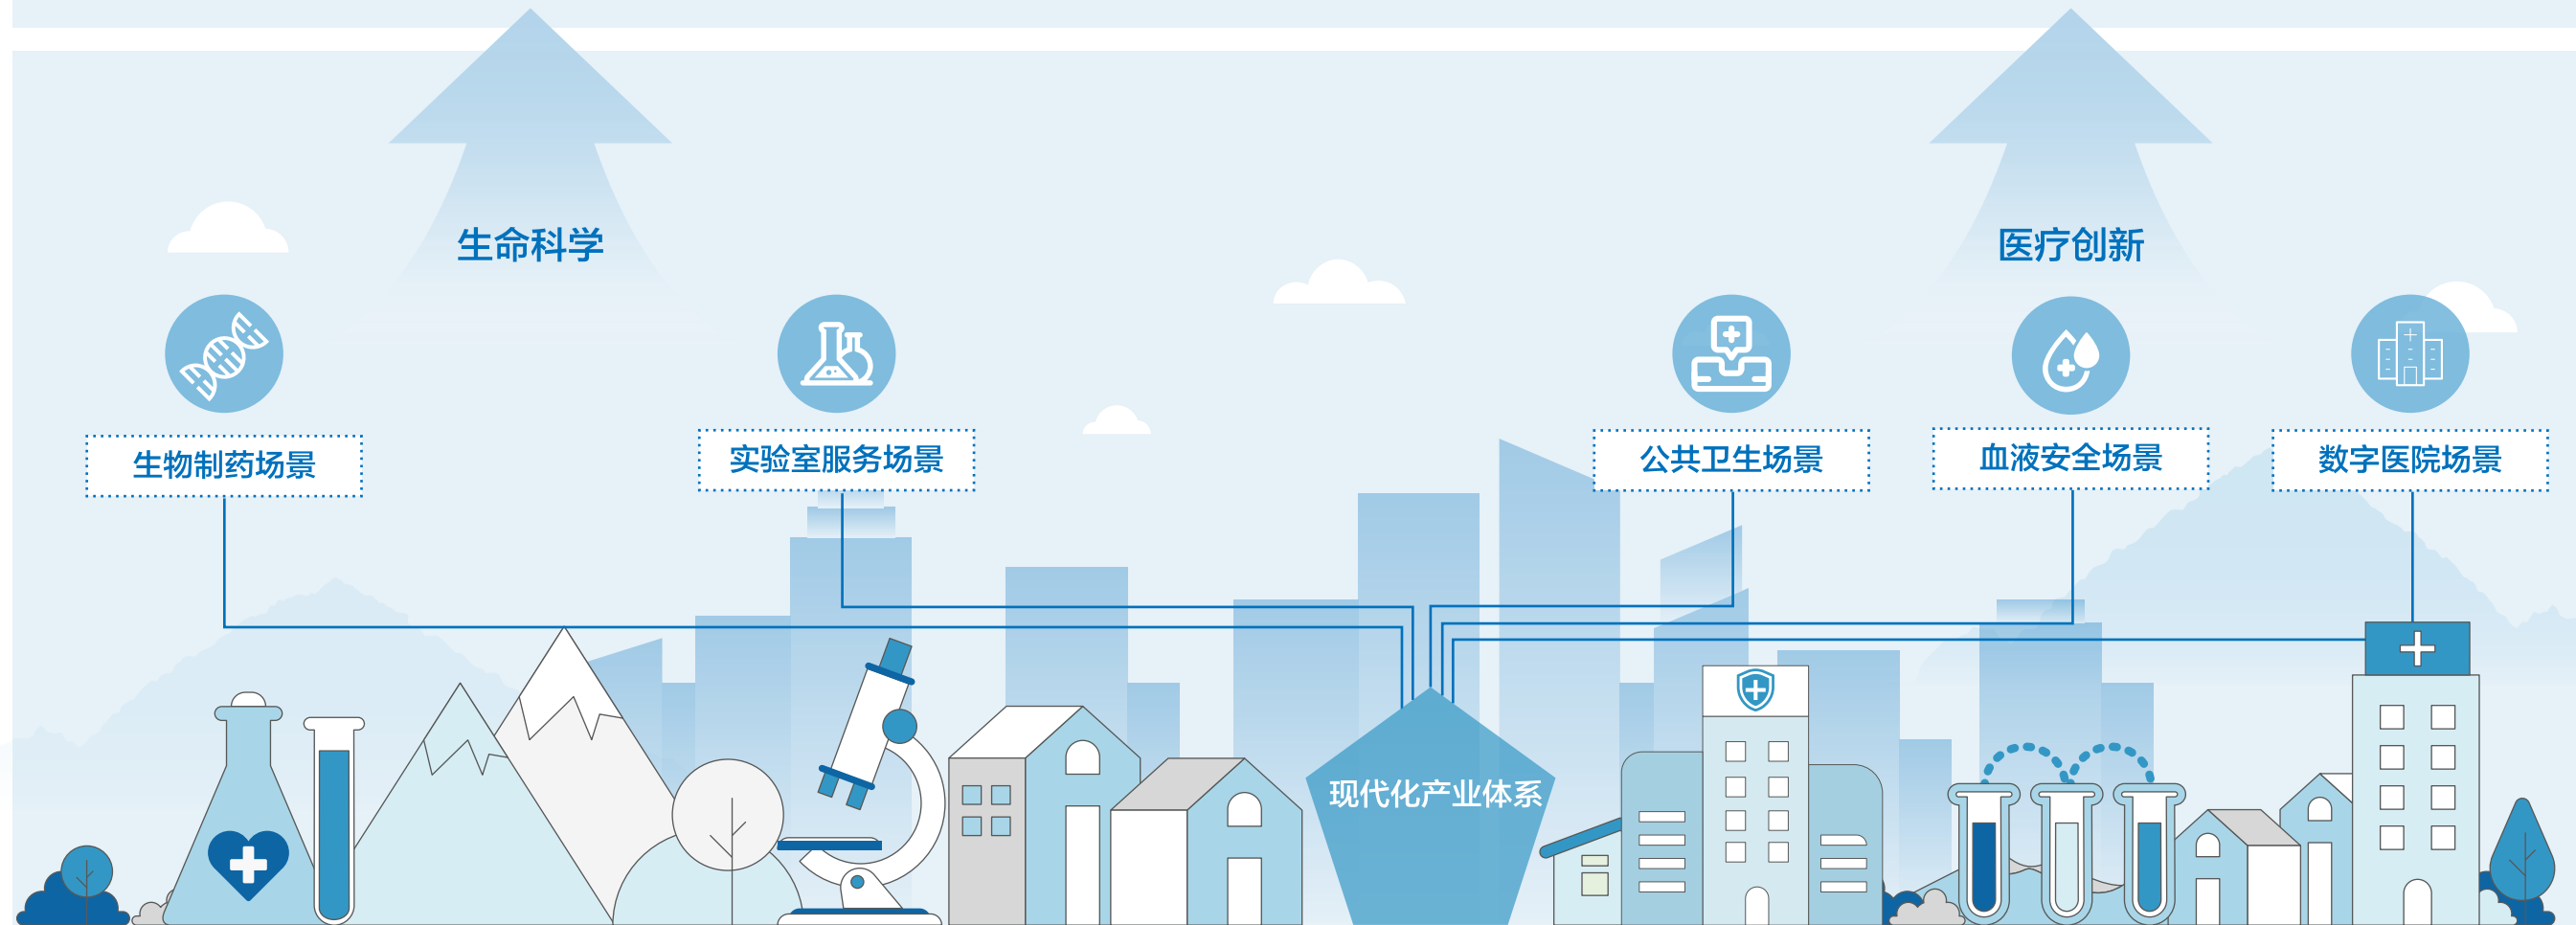 生命科学
医疗创新
生物制药场景
实验室服务场景
公共卫生场景
血液安全场景
数字医院场景
现代化产业体系